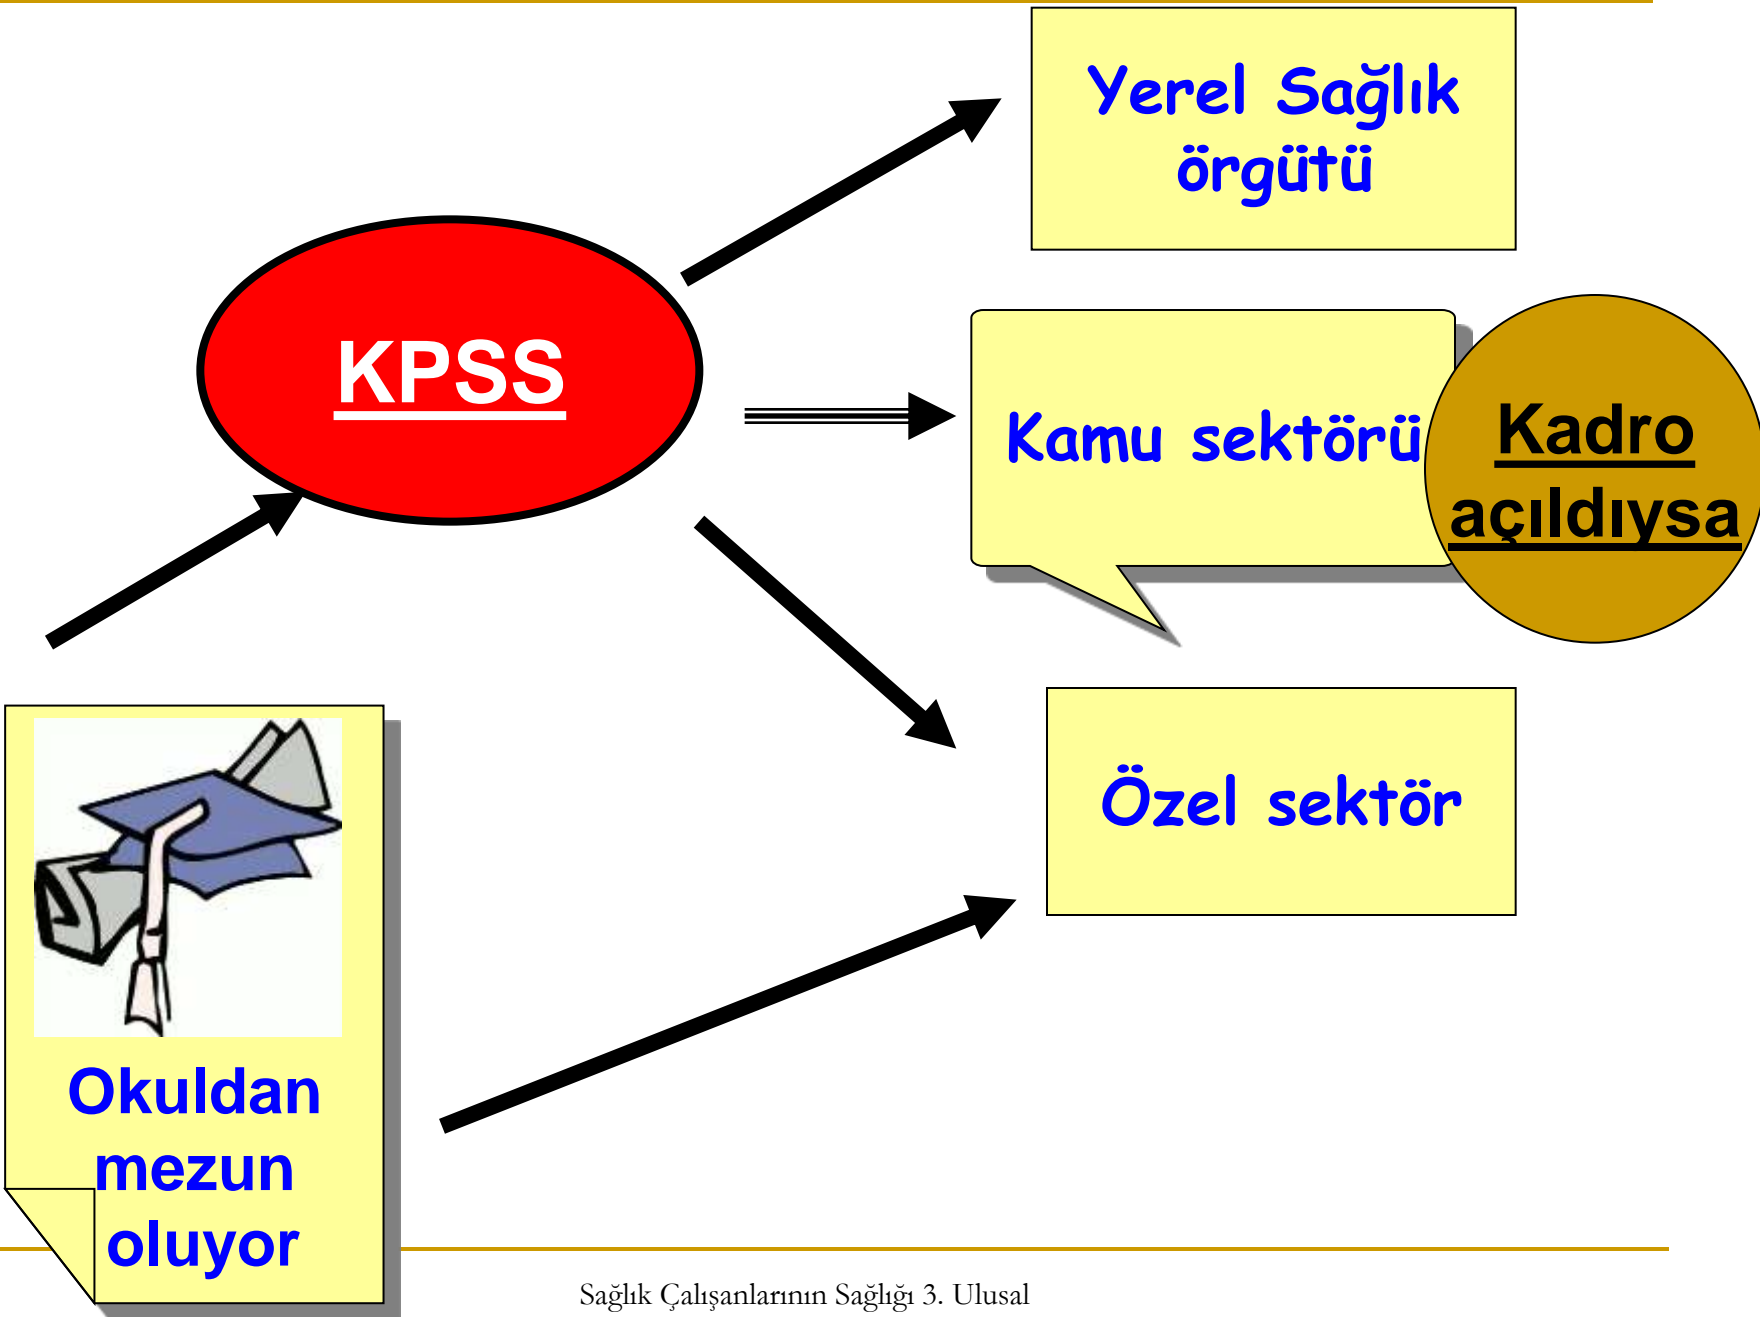 Yerel Sağlık
örgütü
KPSS
Kamu sektörü
Kadro
açıldıysa
Özel sektör
Okuldan
mezun
oluyor
Sağlık Çalışanlarının Sağlığı 3. Ulusal